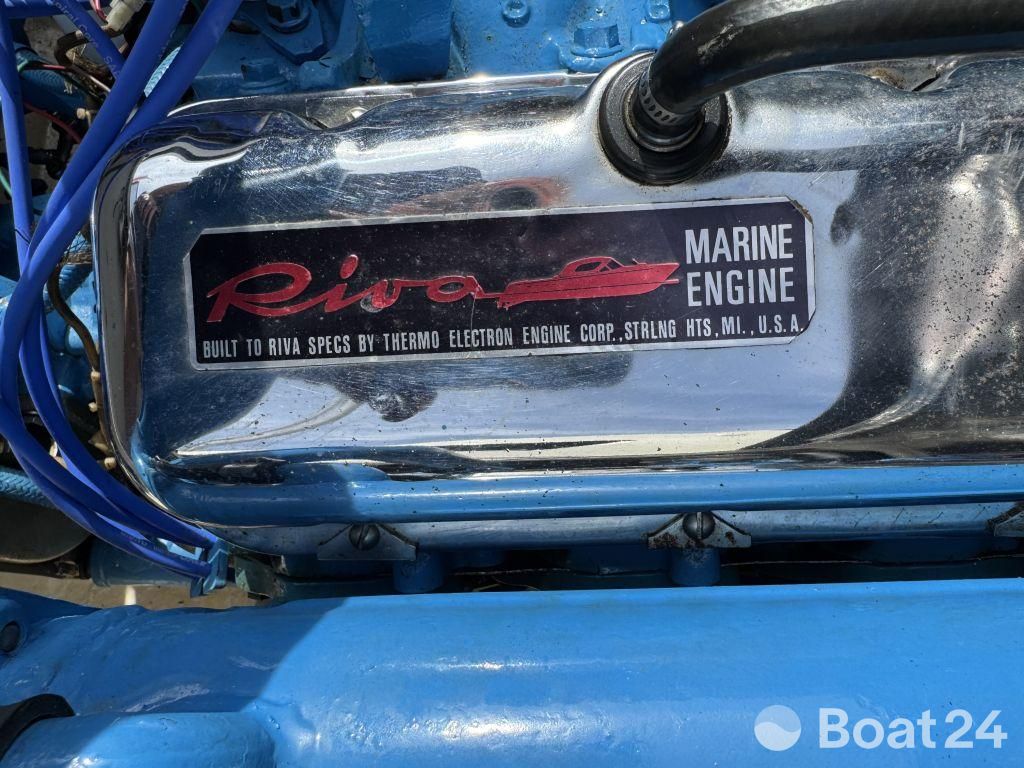 Riva
MARINE
ENGINE
BUILT TO RIVA SPECS BY THERMO ELECTRON ENGINE CORP., STRLNG HTS, MI., U.S.A.
Boat24